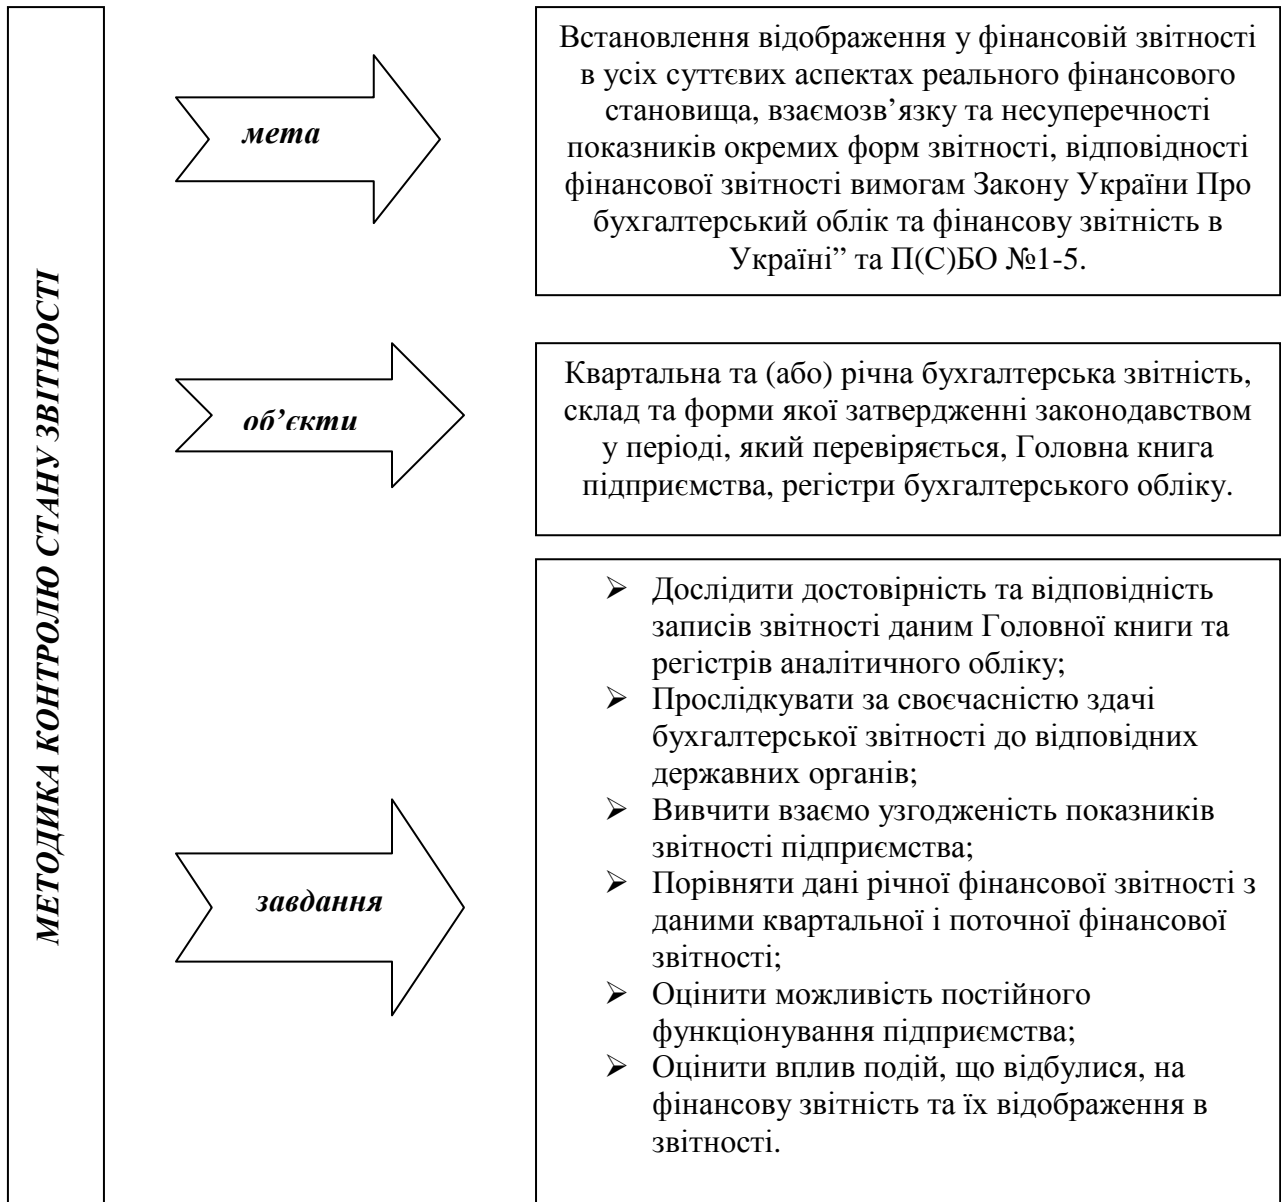 МЕТОДИКА КОНТРОЛЮ СТАНУ ЗВІТНОСТІ
мета
Встановлення відображення у фінансовій звітності
в усіх суттєвих аспектах реального фінансового
становища, взаємозв’язку та несуперечності
показників окремих форм звітності, відповідності
фінансової звітності вимогам Закону України Про
бухгалтерський облік та фінансову звітність в
Україні” та П(С)БО №1-5.
об’єкти
Квартальна та (або) річна бухгалтерська звітність,
склад та форми якої затвердженні законодавством
у періоді, який перевіряється, Головна книга
підприємства, регістри бухгалтерського обліку.
завдання
➢ Дослідити достовірність та відповідність
записів звітності даним Головної книги та
регістрів аналітичного обліку;
➢ Прослідкувати за своєчасністю здачі
бухгалтерської звітності до відповідних
державних органів;
➢ Вивчити взаємо узгодженість показників
звітності підприємства;
➢ Порівняти дані річної фінансової звітності з
даними квартальної і поточної фінансової
звітності;
➢ Оцінити можливість постійного
функціонування підприємства;
➢ Оцінити вплив подій, що відбулися, на
фінансову звітність та їх відображення в
звітності.